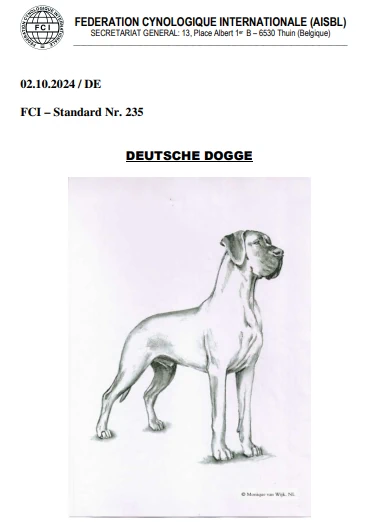 FEDERATION CYNOLOGIQUE INTERNATIONALE (AISBL)
SECRETARIAT GENERAL: 13, Place Albert 1er B – 6530 Thuin (Belgique)
FCI
02.10.2024 / DE
FCI – Standard Nr. 235
DEUTSCHE DOGGE
© Monique van Wijk, NL